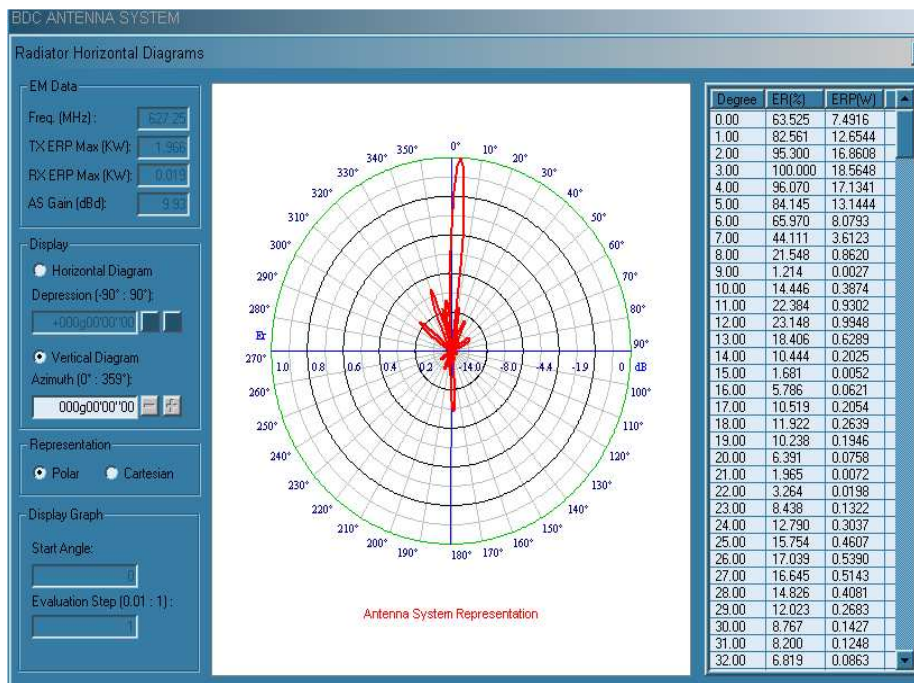 BDC ANTENNA SYSTEM
Radiator Horizontal Diagrams
EM Data
Freq. (MHz) : 627.25
TX ERP Max (KW): 1.966
RX ERP Max (KW): 0.019
AS Gain (dBd): 9.93
Display
Horizontal Diagram
Depression (-90° : 90°):
+000g00'00"00
Vertical Diagram
Azimuth (0° : 359°):
000g00'00"00
Representation
Polar Cartesian
Display Graph
Start Angle:
0
Evaluation Step (0.01 : 1) :
1
340° 350° 0° 10° 20°
330° 30°
320° 40°
310° 50°
300° 60°
290° 70°
280° 80°
Er
270° 90°
1.0 0.8 0.6 0.4 0.2 -14.0 -8.0 -4.4 -1.9 0 dB
260° 100°
250° 110°
240° 120°
230° 130°
220° 140°
210° 150°
200° 160°
190° 180° 170°
Antenna System Representation
Degree ER(%) ERP(W)
0.00 63.525 7.4916
1.00 82.561 12.6544
2.00 95.300 16.8608
3.00 100.000 18.5648
4.00 96.070 17.1341
5.00 84.145 13.1444
6.00 65.970 8.0793
7.00 44.111 3.6123
8.00 21.548 0.8620
9.00 1.214 0.0027
10.00 14.446 0.3874
11.00 22.384 0.9302
12.00 23.148 0.9948
13.00 18.406 0.6289
14.00 10.444 0.2025
15.00 1.681 0.0052
16.00 5.786 0.0621
17.00 10.519 0.2054
18.00 11.922 0.2639
19.00 10.238 0.1946
20.00 6.391 0.0758
21.00 1.965 0.0072
22.00 3.264 0.0198
23.00 8.438 0.1322
24.00 12.790 0.3037
25.00 15.754 0.4607
26.00 17.039 0.5390
27.00 16.645 0.5143
28.00 14.826 0.4081
29.00 12.023 0.2683
30.00 8.767 0.1427
31.00 8.200 0.1248
32.00 6.819 0.0863